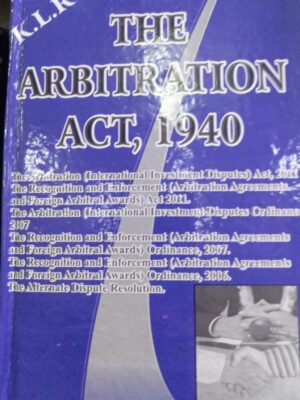 K.L.R
THE
ARBITRATION
ACT, 1940
The Arbitration (International Investment Disputes) Act, 2011
The Recognition and Enforcement (Arbitration Agreements
and Foreign Arbitral Awards) Act 2011.
The Arbitration (International Investment Disputes Ordinance
2007
The Recognition and Enforcement (Arbitration Agreements
and Foreign Arbitral Awards) Ordinance, 2007.
The Recognition and Enforcement (Arbitration Agreements
and Foreign Arbitral Awards) Ordinance, 2006.
The Alternate Dispute Resolution.